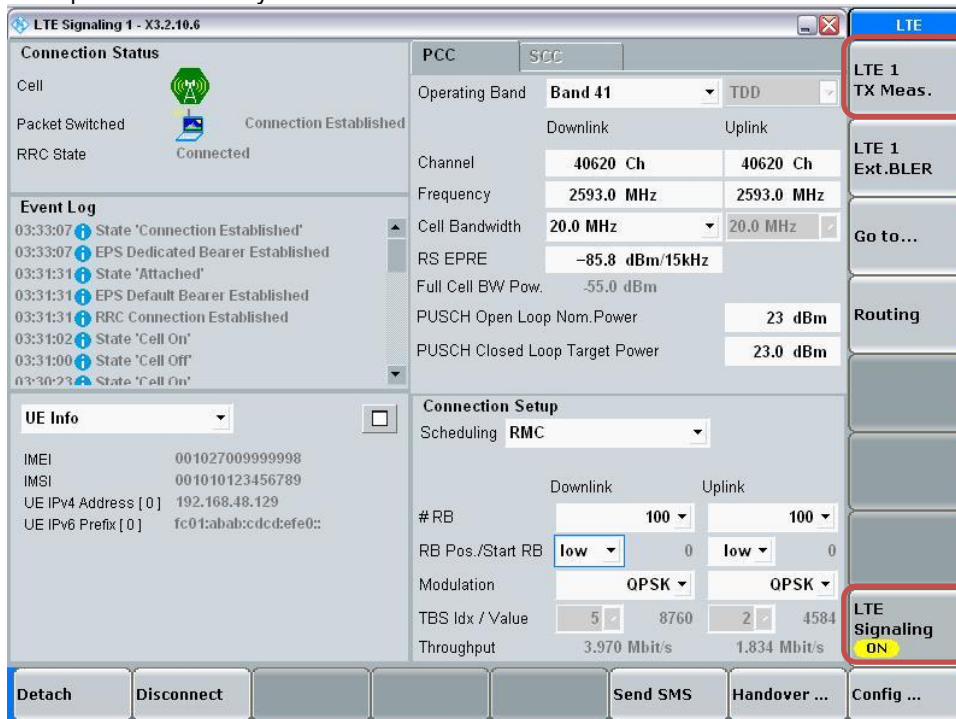 LTE Signaling 1 - X3.2.10.6
LTE
Connection Status
Cell
Packet Switched Connection Established
RRC State Connected
Event Log
03:33:07 State 'Connection Established'
03:33:07 EPS Dedicated Bearer Established
03:31:31 State 'Attached'
03:31:31 EPS Default Bearer Established
03:31:31 RRC Connection Established
03:31:02 State 'Cell On'
03:31:00 State 'Cell Off'
03:30:23 State 'Cell On'
UE Info
IMEI 001027009999998
IMSI 001010123456789
UE IPv4 Address [ 0 ] 192.168.48.129
UE IPv6 Prefix [ 0 ] fc01:abab:cdcd:efe0::
PCC SCC
Operating Band Band 41 TDD
Downlink Uplink
Channel 40620 Ch 40620 Ch
Frequency 2593.0 MHz 2593.0 MHz
Cell Bandwidth 20.0 MHz 20.0 MHz
RS EPRE −85.8 dBm/15kHz
Full Cell BW Pow. -55.0 dBm
PUSCH Open Loop Nom.Power 23 dBm
PUSCH Closed Loop Target Power 23.0 dBm
Connection Setup
Scheduling RMC
Downlink Uplink
# RB 100 100
RB Pos./Start RB low 0 low 0
Modulation QPSK QPSK
TBS Idx / Value 5 8760 2 4584
Throughput 3.970 Mbit/s 1.834 Mbit/s
LTE 1
TX Meas.
LTE 1
Ext.BLER
Go to...
Routing
LTE
Signaling
ON
Detach Disconnect Send SMS Handover ... Config ...